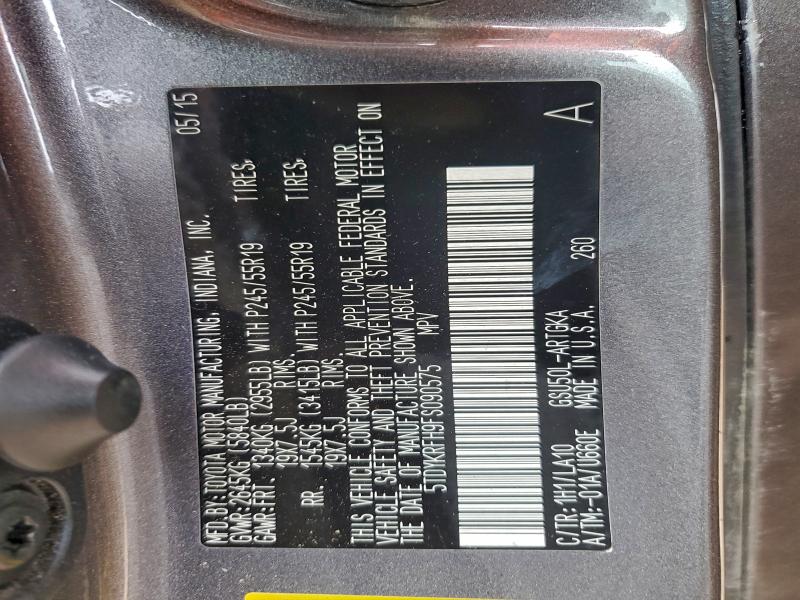 MFD.BY:TOYOTA MOTOR MANUFACTURING, INDIANA, INC. 05/15
GVWR:2645KG(5840LB)
GAWR:FRT. 1340KG (2955LB) WITH P245/55R19 TIRES,
19X7.5J RIMS.
RR. 1545KG (3415LB) WITH P245/55R19 TIRES,
19X7.5J RIMS.
THIS VEHICLE CONFORMS TO ALL APPLICABLE FEDERAL MOTOR
VEHICLE SAFETY AND THEFT PREVENTION STANDARDS IN EFFECT ON
THE DATE OF MANUFACTURE SHOWN ABOVE.
5TDYKRFH9FS090575 MPV
C/TR:1H1/LA10 GSU50L-ARTGKA A
A/TM:-01A/U660E MADE IN U.S.A. 260